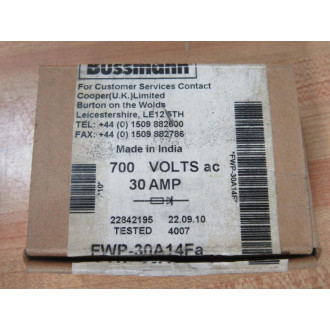 Bussmann
For Customer Services Contact
Cooper(U.K.)Limited
Burton on the Wolds
Leicestershire, LE12 5TH
TEL: +44 (0) 1509 882600
FAX: +44 (0) 1509 882786
Made in India
700 VOLTS ac
30 AMP
22842195 22.09.10
TESTED 4007
FWP-30A14Fa
*FWP-30A14F*